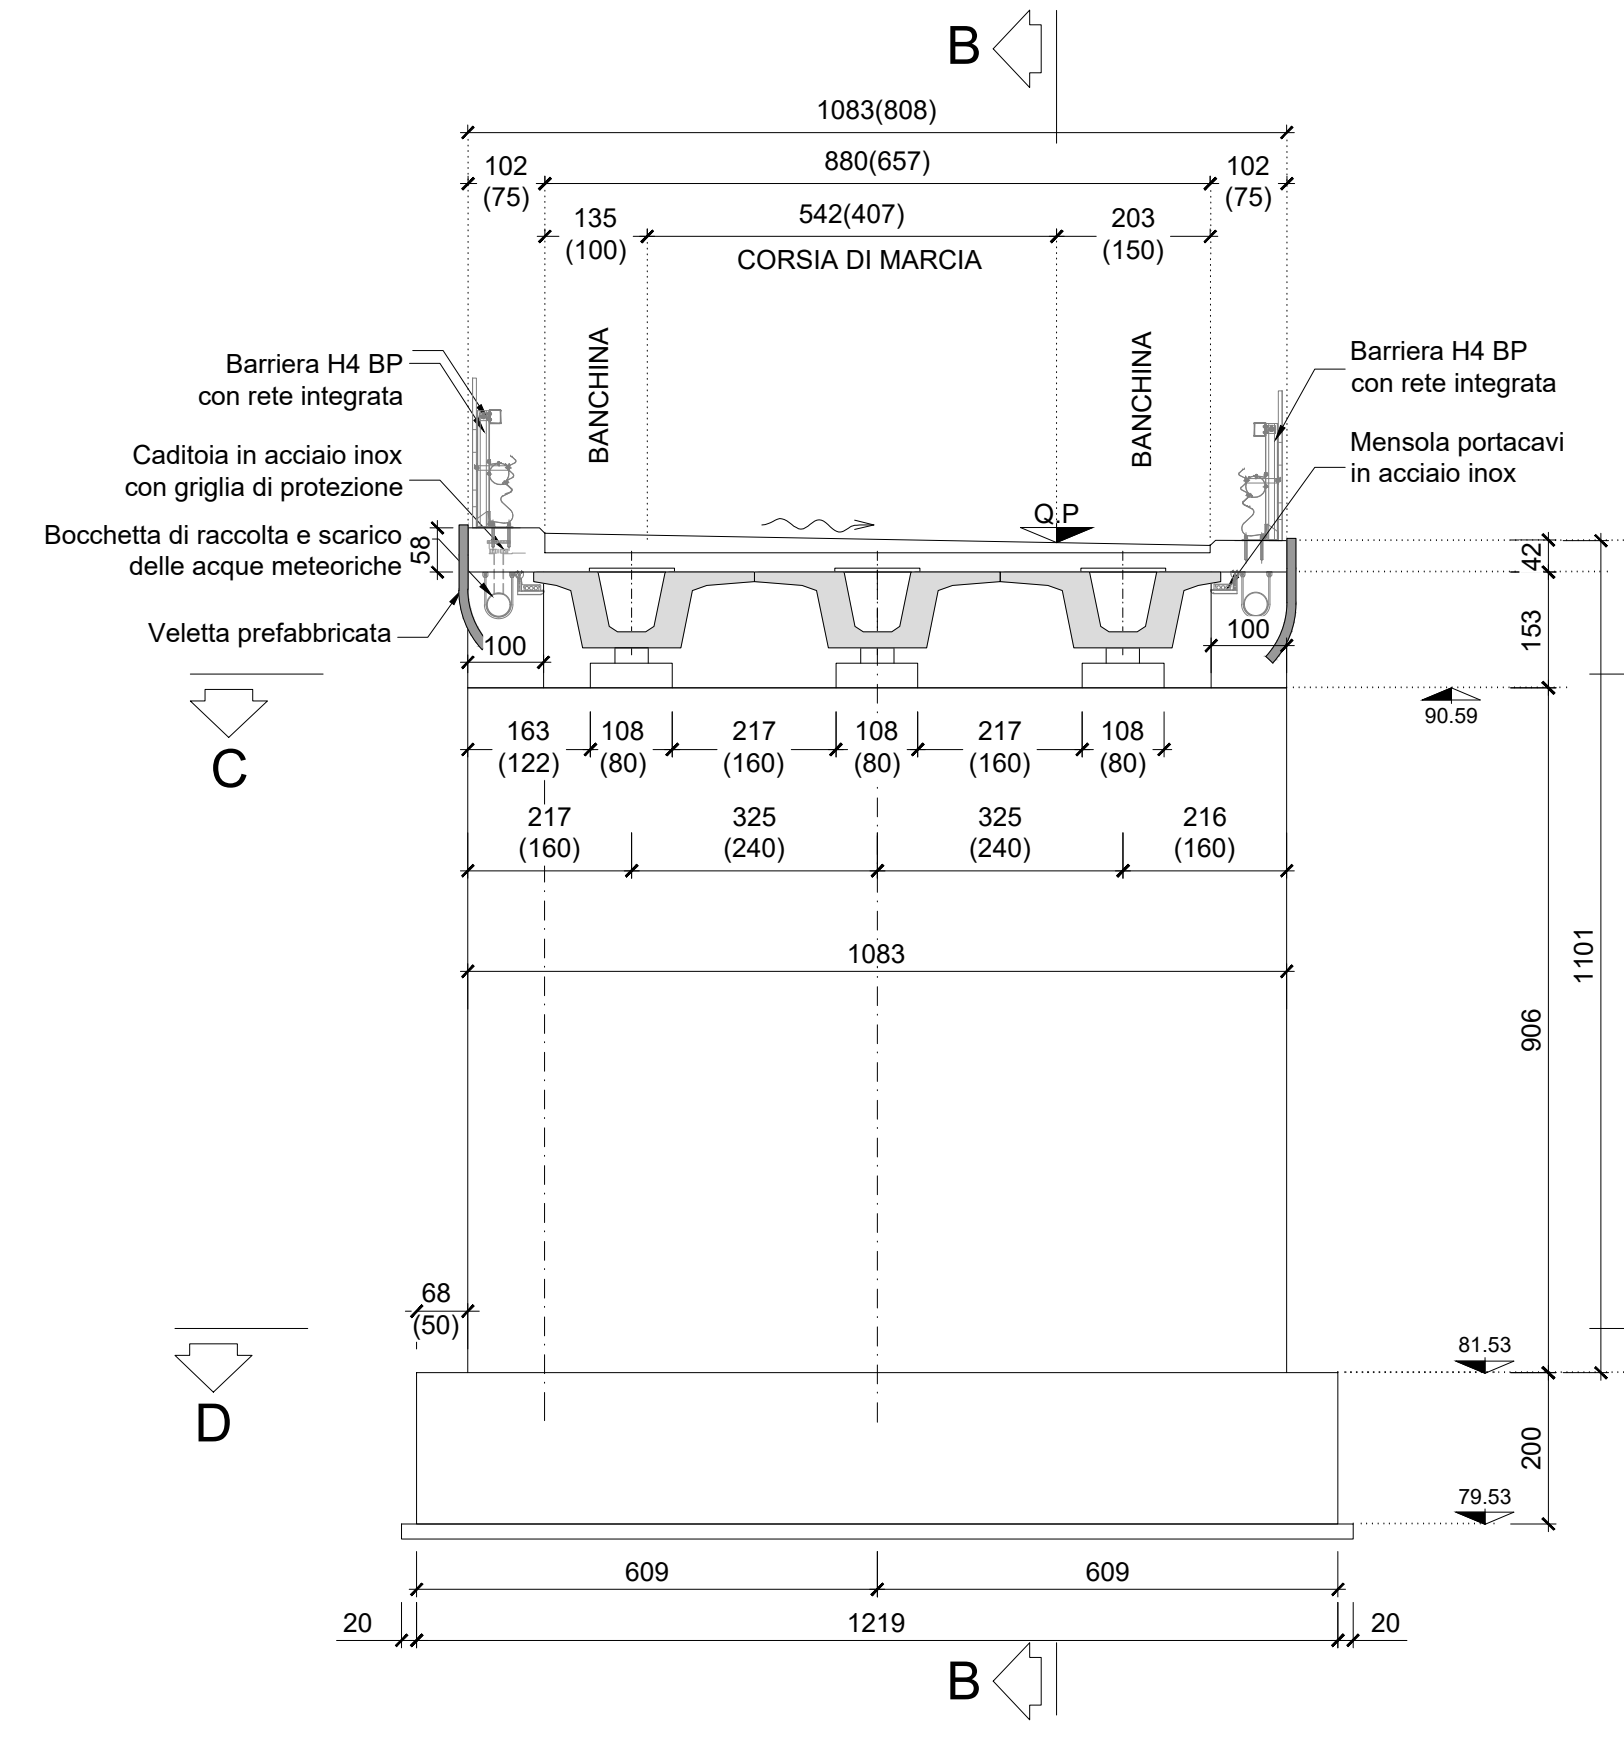 B
1083(808)
102
(75)
880(657)
102
(75)
135
(100)
542(407)
203
(150)
CORSIA DI MARCIA
BANCHINA
BANCHINA
Barriera H4 BP
con rete integrata
Barriera H4 BP
con rete integrata
Caditoia in acciaio inox
con griglia di protezione
Mensola portacavi
in acciaio inox
Q.P
Bocchetta di raccolta e scarico
delle acque meteoriche
58
42
Veletta prefabbricata
100
100
153
90.59
C
163
(122)
108
(80)
217
(160)
108
(80)
217
(160)
108
(80)
217
(160)
325
(240)
325
(240)
216
(160)
1083
1101
906
68
(50)
81.53
D
200
79.53
609
609
20
1219
20
B